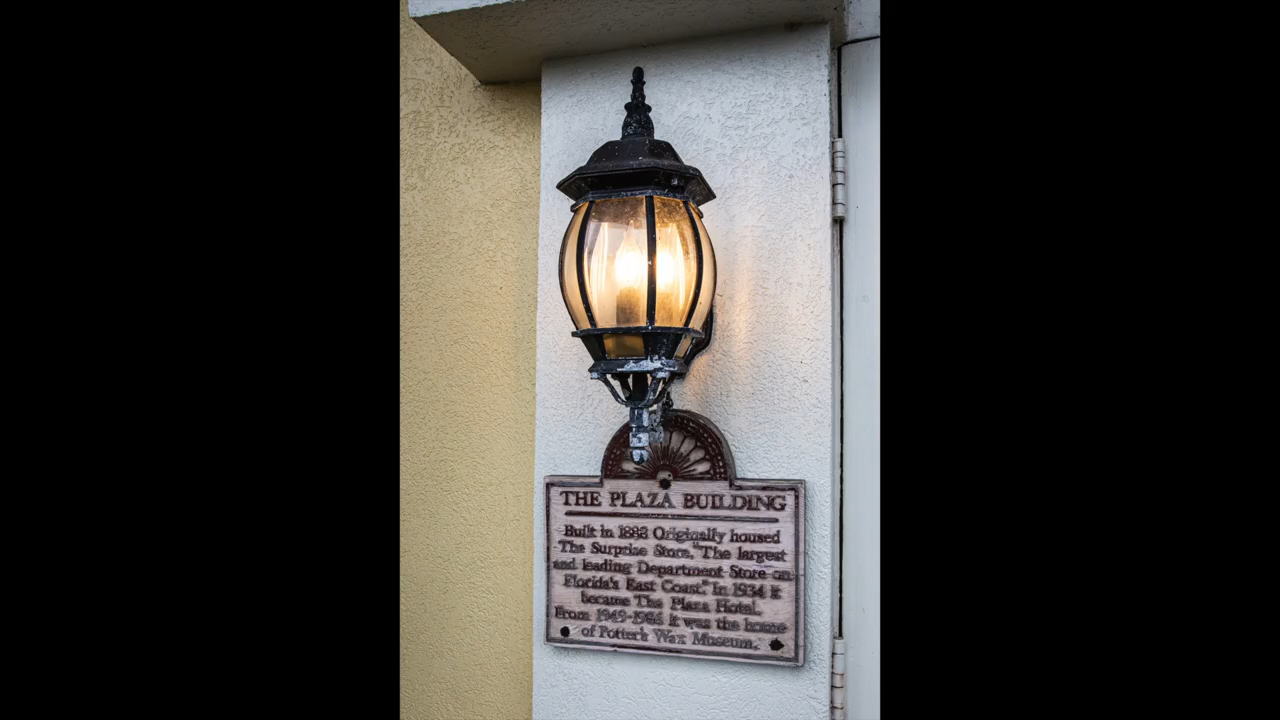 THE PLAZA BUILDING
Built in 1888 Originally housed
The Surprise Store, "The largest
and leading Department Store on
Florida's East Coast." In 1934 it
became The Plaza Hotel.
From 1949-1986 it was the home
of Potter's Wax Museum.